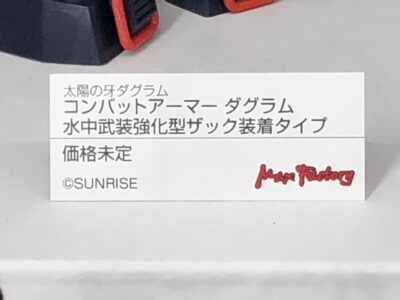 太陽の牙ダグラム
コンバットアーマー ダグラム
水中武装強化型ザック装着タイプ
価格未定
©SUNRISE
Max Factory